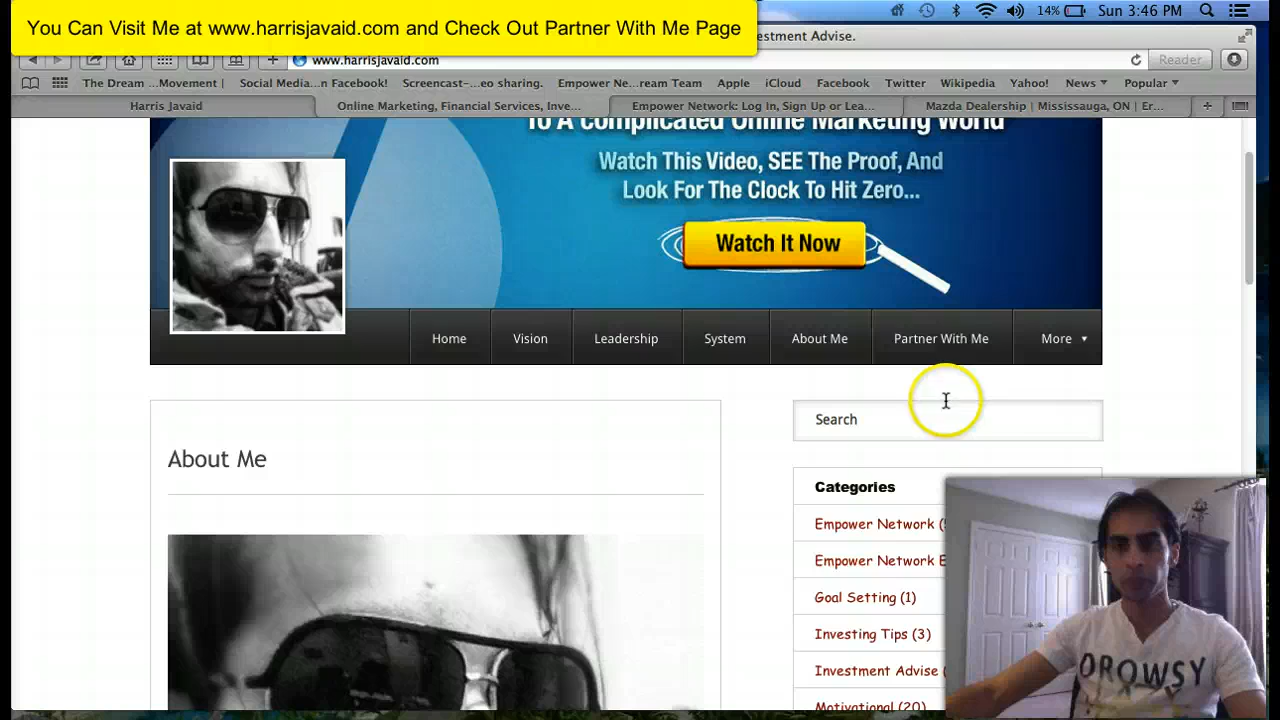 You Can Visit Me at www.harrisjavaid.com and Check Out Partner With Me Page
14%
Sun 3:46 PM
estment Advise.
www.harrisjavaid.com
Reader
The Dream ...Movement |
Social Media...n Facebook!
Screencast-...eo sharing.
Empower Ne...ream Team
Apple
iCloud
Facebook
Twitter
Wikipedia
Yahoo!
News
Popular
Harris Javaid
Online Marketing, Financial Services, Inve...
Empower Network: Log In, Sign Up or Lea...
Mazda Dealership | Mississauga, ON | Er...
To A Complicated Online Marketing World
Watch This Video, SEE The Proof, And
Look For The Clock To Hit Zero...
Watch It Now
Home
Vision
Leadership
System
About Me
Partner With Me
More
Search
About Me
Categories
Empower Network (
Empower Network
Goal Setting (1)
Investing Tips (3)
Investment Advise
Motivational (20)
DROWSY